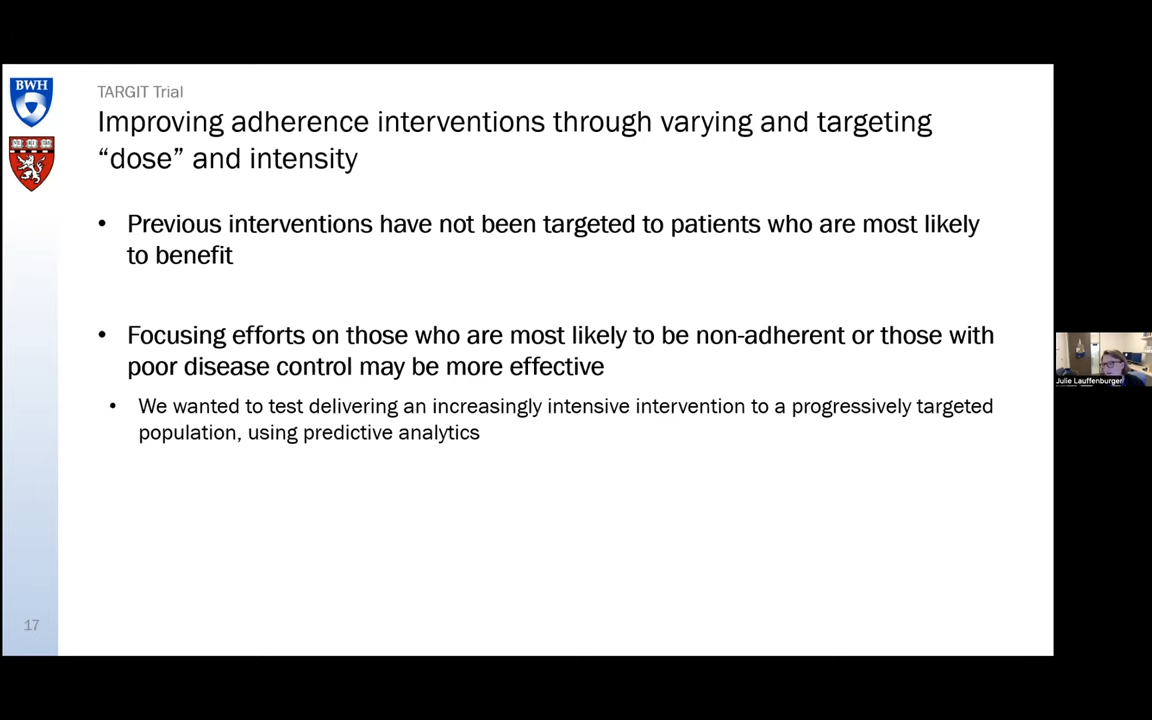 BWH
TARGIT Trial
Improving adherence interventions through varying and targeting
“dose” and intensity
• Previous interventions have not been targeted to patients who are most likely
to benefit
• Focusing efforts on those who are most likely to be non-adherent or those with
poor disease control may be more effective
• We wanted to test delivering an increasingly intensive intervention to a progressively targeted
population, using predictive analytics
17
Julie Lauffenburger